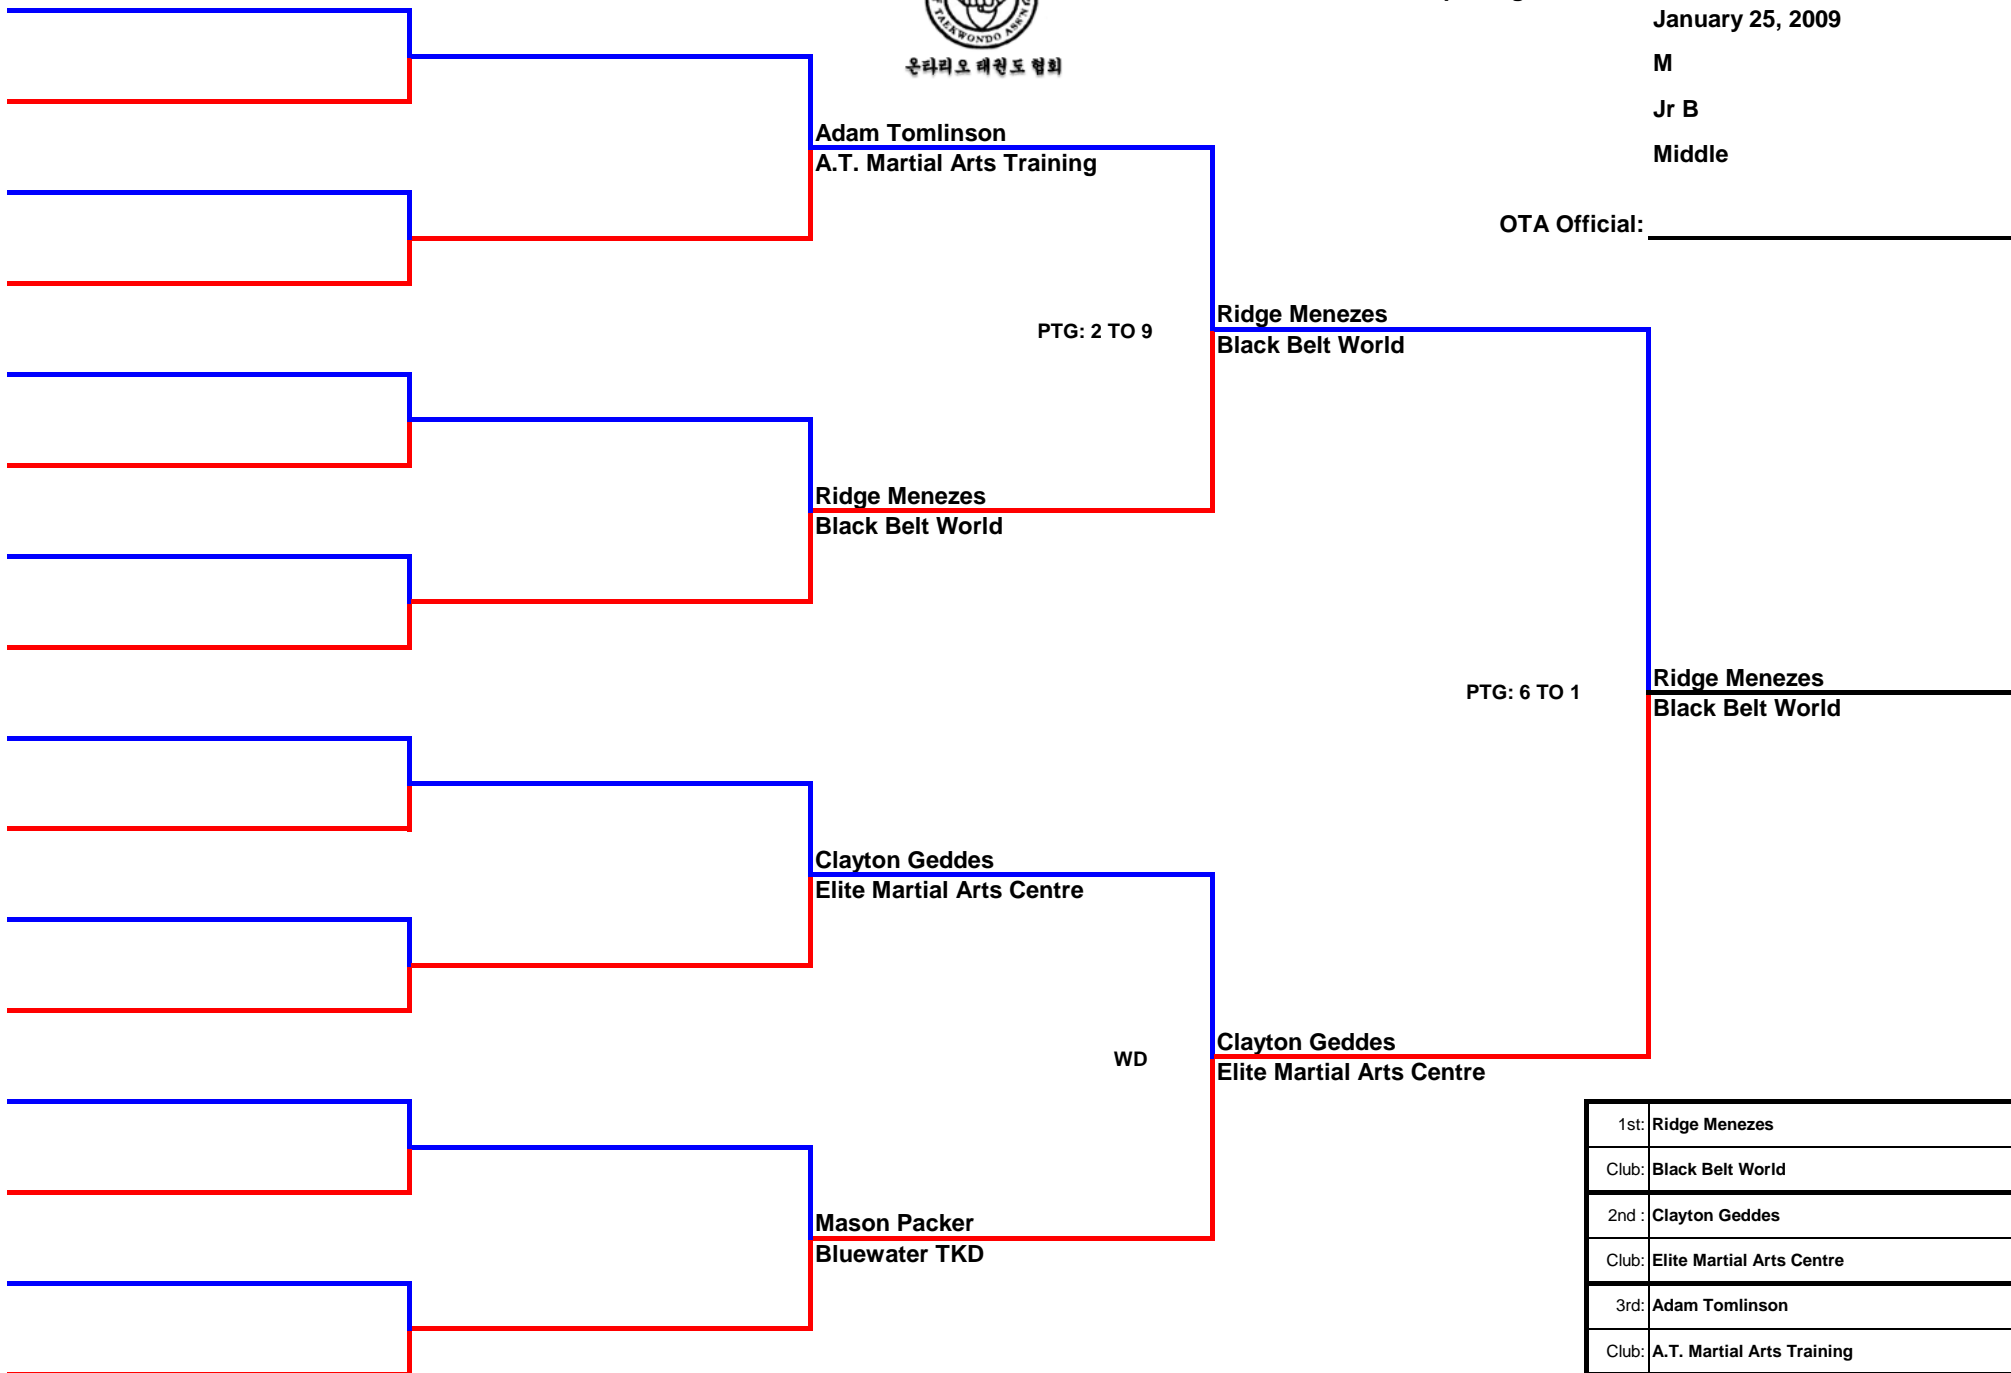 TAEKWONDO ASS'N
온타리오 태권도 협회
January 25, 2009
M
Jr B
Middle
OTA Official:
Adam Tomlinson
A.T. Martial Arts Training
PTG: 2 TO 9
Ridge Menezes
Black Belt World
Ridge Menezes
Black Belt World
PTG: 6 TO 1
Ridge Menezes
Black Belt World
Clayton Geddes
Elite Martial Arts Centre
WD
Clayton Geddes
Elite Martial Arts Centre
Mason Packer
Bluewater TKD
1st: Ridge Menezes
Club: Black Belt World
2nd : Clayton Geddes
Club: Elite Martial Arts Centre
3rd: Adam Tomlinson
Club: A.T. Martial Arts Training